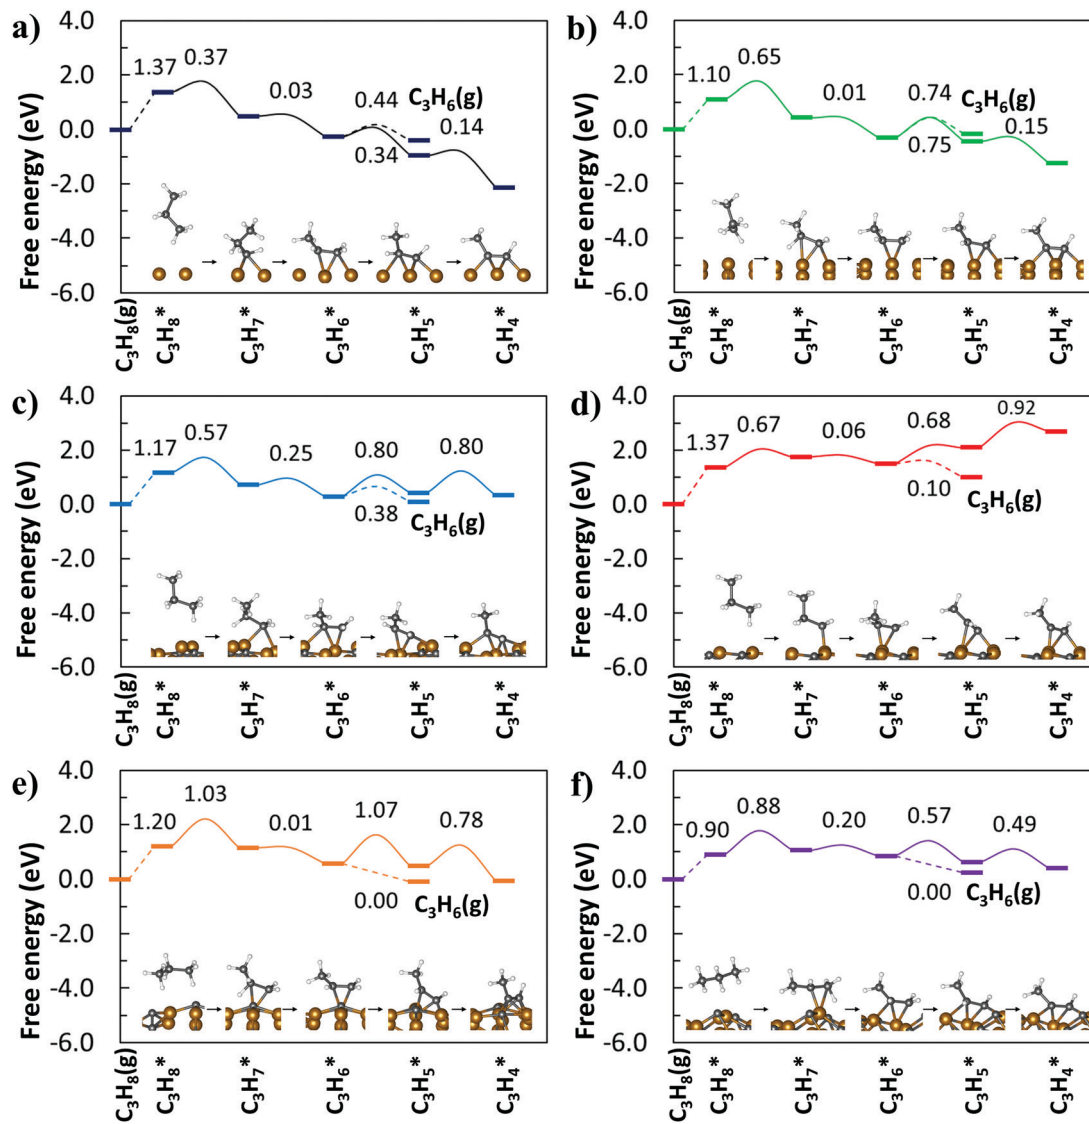 a)
Free energy (eV)
4.0
2.0
0.0
-2.0
-4.0
-6.0
1.37
0.37
0.03
0.44
C₃H₆(g)
0.14
0.34
C₃H₈(g)
C₃H₈*
C₃H₇*
C₃H₆*
C₃H₅*
C₃H₄*
b)
Free energy (eV)
4.0
2.0
0.0
-2.0
-4.0
-6.0
1.10
0.65
0.01
0.74
C₃H₆(g)
0.15
0.75
C₃H₈(g)
C₃H₈*
C₃H₇*
C₃H₆*
C₃H₅*
C₃H₄*
c)
Free energy (eV)
4.0
2.0
0.0
-2.0
-4.0
-6.0
1.17
0.57
0.25
0.80
0.80
0.38
C₃H₆(g)
C₃H₈(g)
C₃H₈*
C₃H₇*
C₃H₆*
C₃H₅*
C₃H₄*
d)
Free energy (eV)
4.0
2.0
0.0
-2.0
-4.0
-6.0
1.37
0.67
0.06
0.68
0.92
0.10
C₃H₆(g)
C₃H₈(g)
C₃H₈*
C₃H₇*
C₃H₆*
C₃H₅*
C₃H₄*
e)
Free energy (eV)
4.0
2.0
0.0
-2.0
-4.0
-6.0
1.20
1.03
0.01
1.07
0.78
0.00
C₃H₆(g)
C₃H₈(g)
C₃H₈*
C₃H₇*
C₃H₆*
C₃H₅*
C₃H₄*
f)
Free energy (eV)
4.0
2.0
0.0
-2.0
-4.0
-6.0
0.90
0.88
0.20
0.57
0.49
0.00
C₃H₆(g)
C₃H₈(g)
C₃H₈*
C₃H₇*
C₃H₆*
C₃H₅*
C₃H₄*